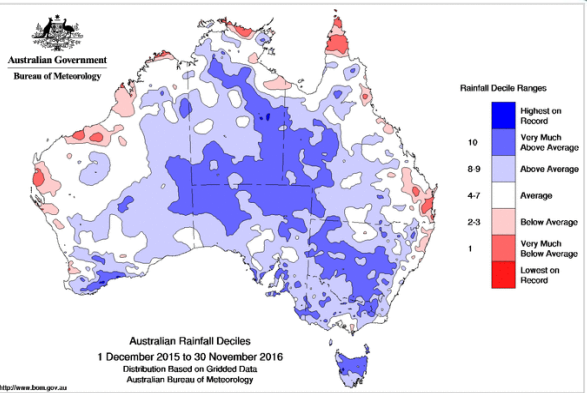 Australian Government
Bureau of Meteorology
Rainfall Decile Ranges
Highest on
Record
10
Very Much
Above Average
8-9
Above Average
4-7
Average
2-3
Below Average
1
Very Much
Below Average
Lowest on
Record
Australian Rainfall Deciles
1 December 2015 to 30 November 2016
Distribution Based on Gridded Data
Australian Bureau of Meteorology
http://www.bom.gov.au